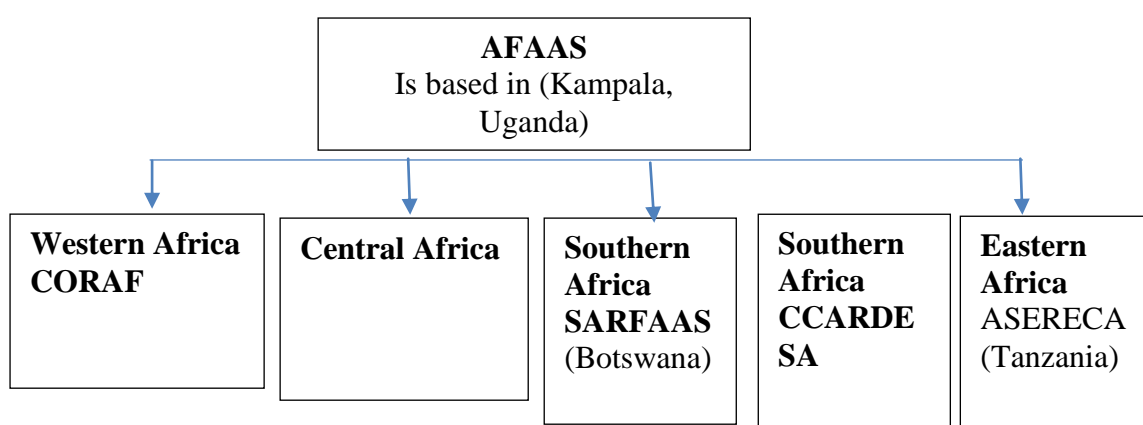 AFAAS
Is based in (Kampala,
Uganda)
Western Africa
CORAF
Central Africa
Southern
Africa
SARFAAS
(Botswana)
Southern
Africa
CCARDE
SA
Eastern
Africa
ASERECA
(Tanzania)